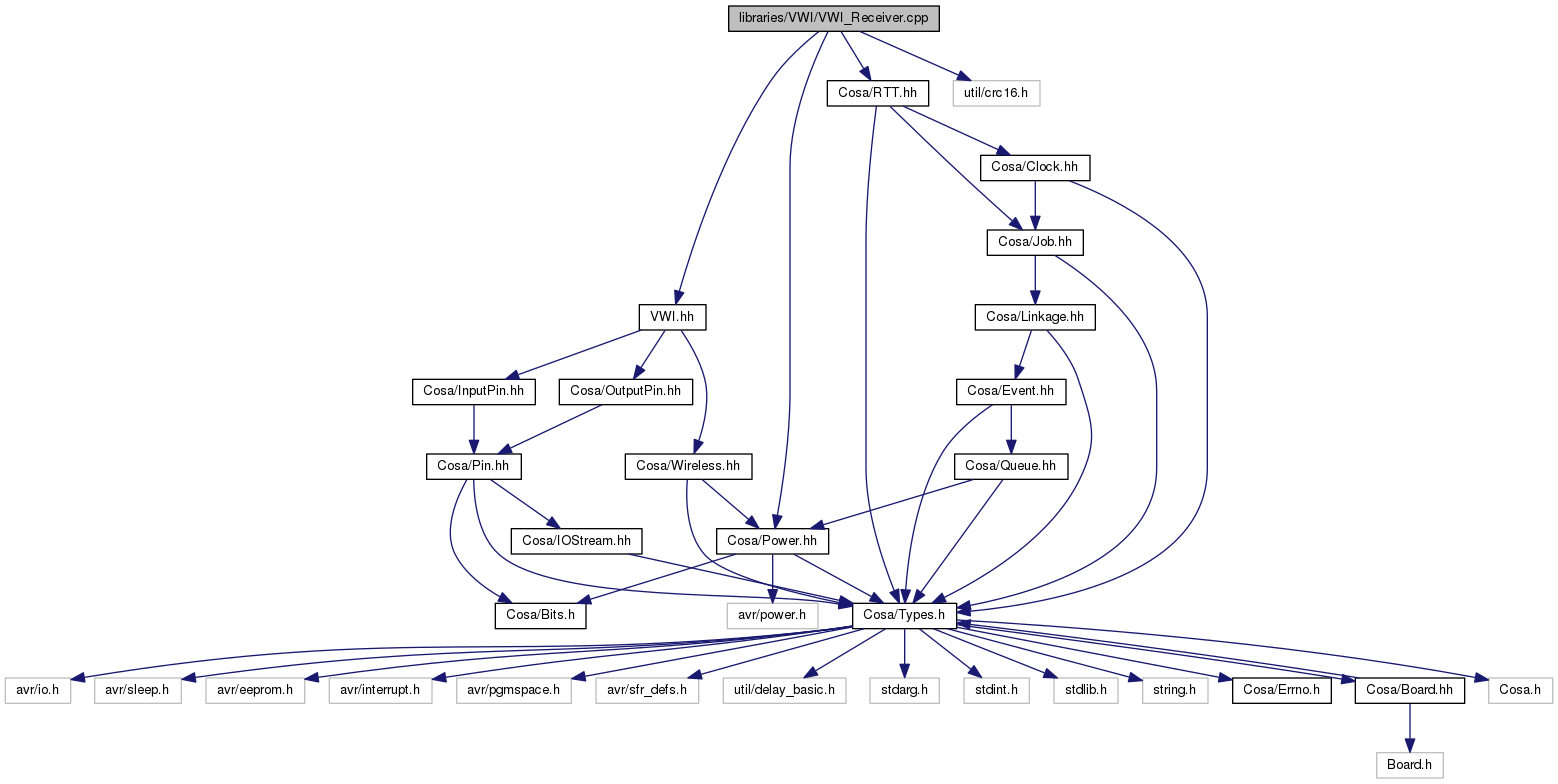 libraries/VWI/VWI_Receiver.cpp
Cosa/RTT.hh
util/crc16.h
Cosa/Clock.hh
Cosa/Job.hh
VWI.hh
Cosa/Linkage.hh
Cosa/InputPin.hh
Cosa/OutputPin.hh
Cosa/Event.hh
Cosa/Pin.hh
Cosa/Wireless.hh
Cosa/Queue.hh
Cosa/IOStream.hh
Cosa/Power.hh
Cosa/Bits.h
avr/power.h
Cosa/Types.h
avr/io.h
avr/sleep.h
avr/eeprom.h
avr/interrupt.h
avr/pgmspace.h
avr/sfr_defs.h
util/delay_basic.h
stdarg.h
stdint.h
stdlib.h
string.h
Cosa/Errno.h
Cosa/Board.hh
Cosa.h
Board.h